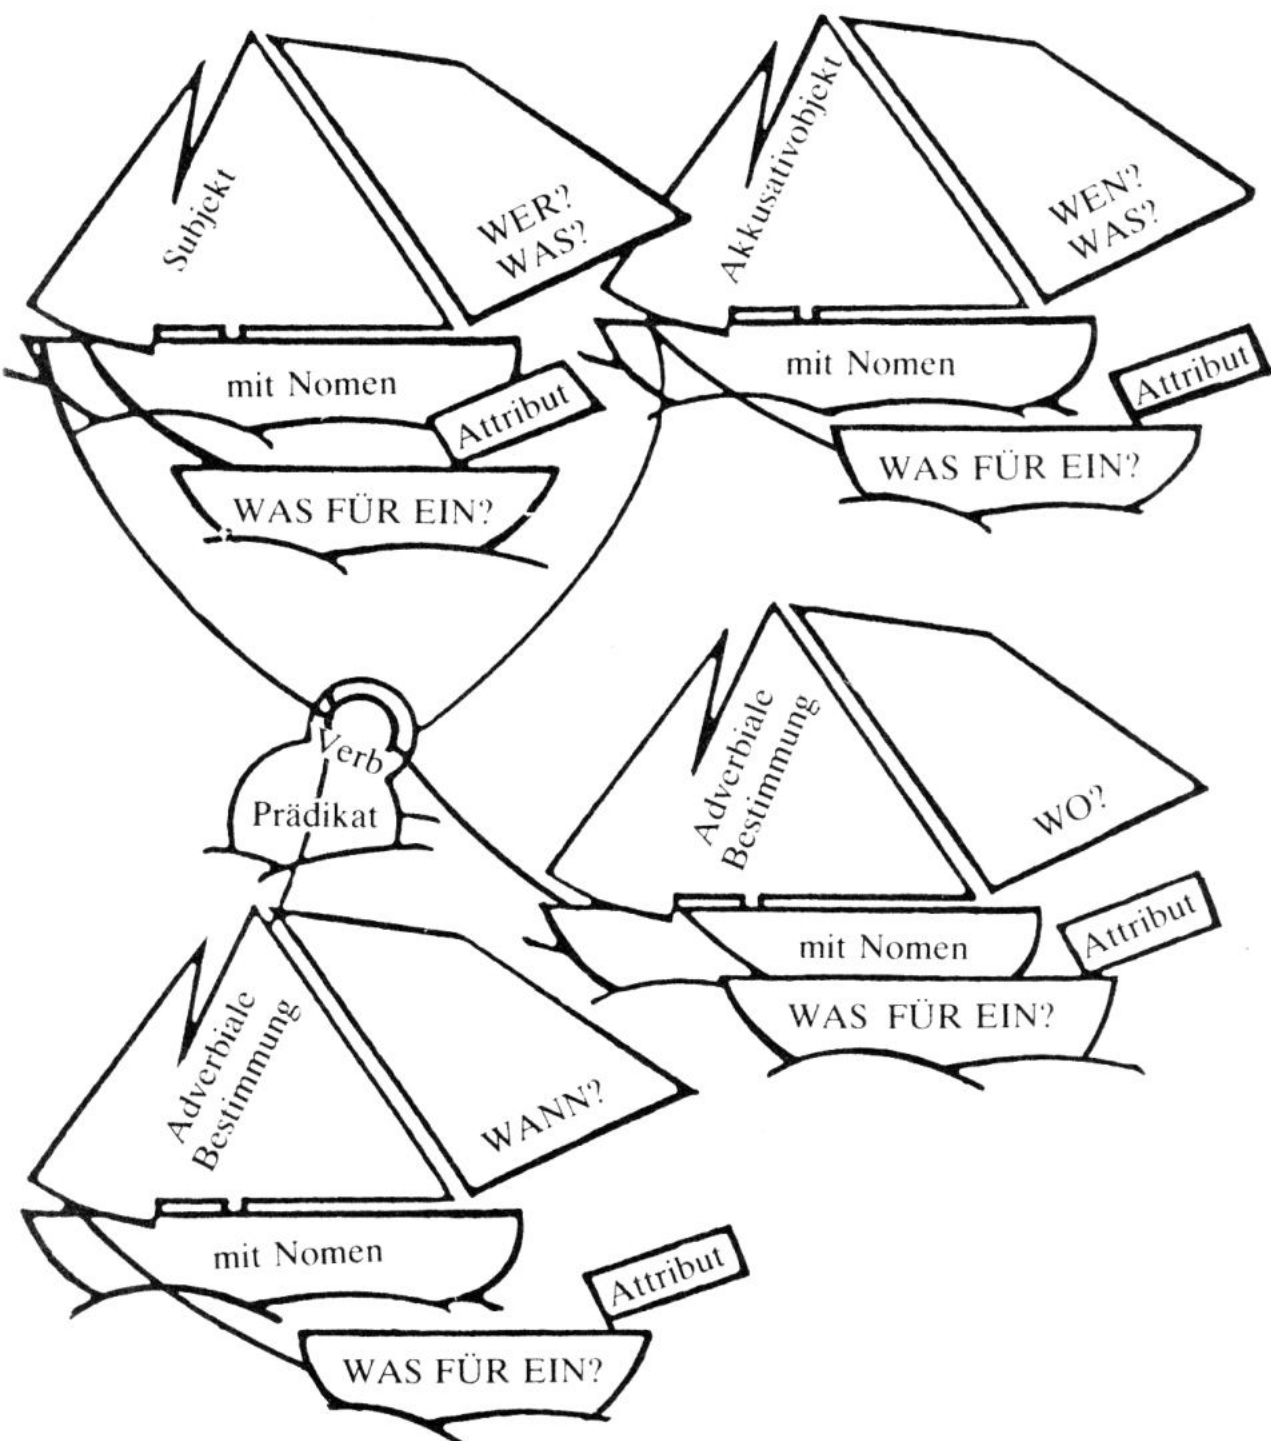 Subjekt
WER?
WAS?
mit Nomen
Attribut
WAS FÜR EIN?
Akkusativobjekt
WEN?
WAS?
mit Nomen
Attribut
WAS FÜR EIN?
Verb
Prädikat
Adverbiale
Bestimmung
WO?
mit Nomen
Attribut
WAS FÜR EIN?
Adverbiale
Bestimmung
WANN?
mit Nomen
Attribut
WAS FÜR EIN?